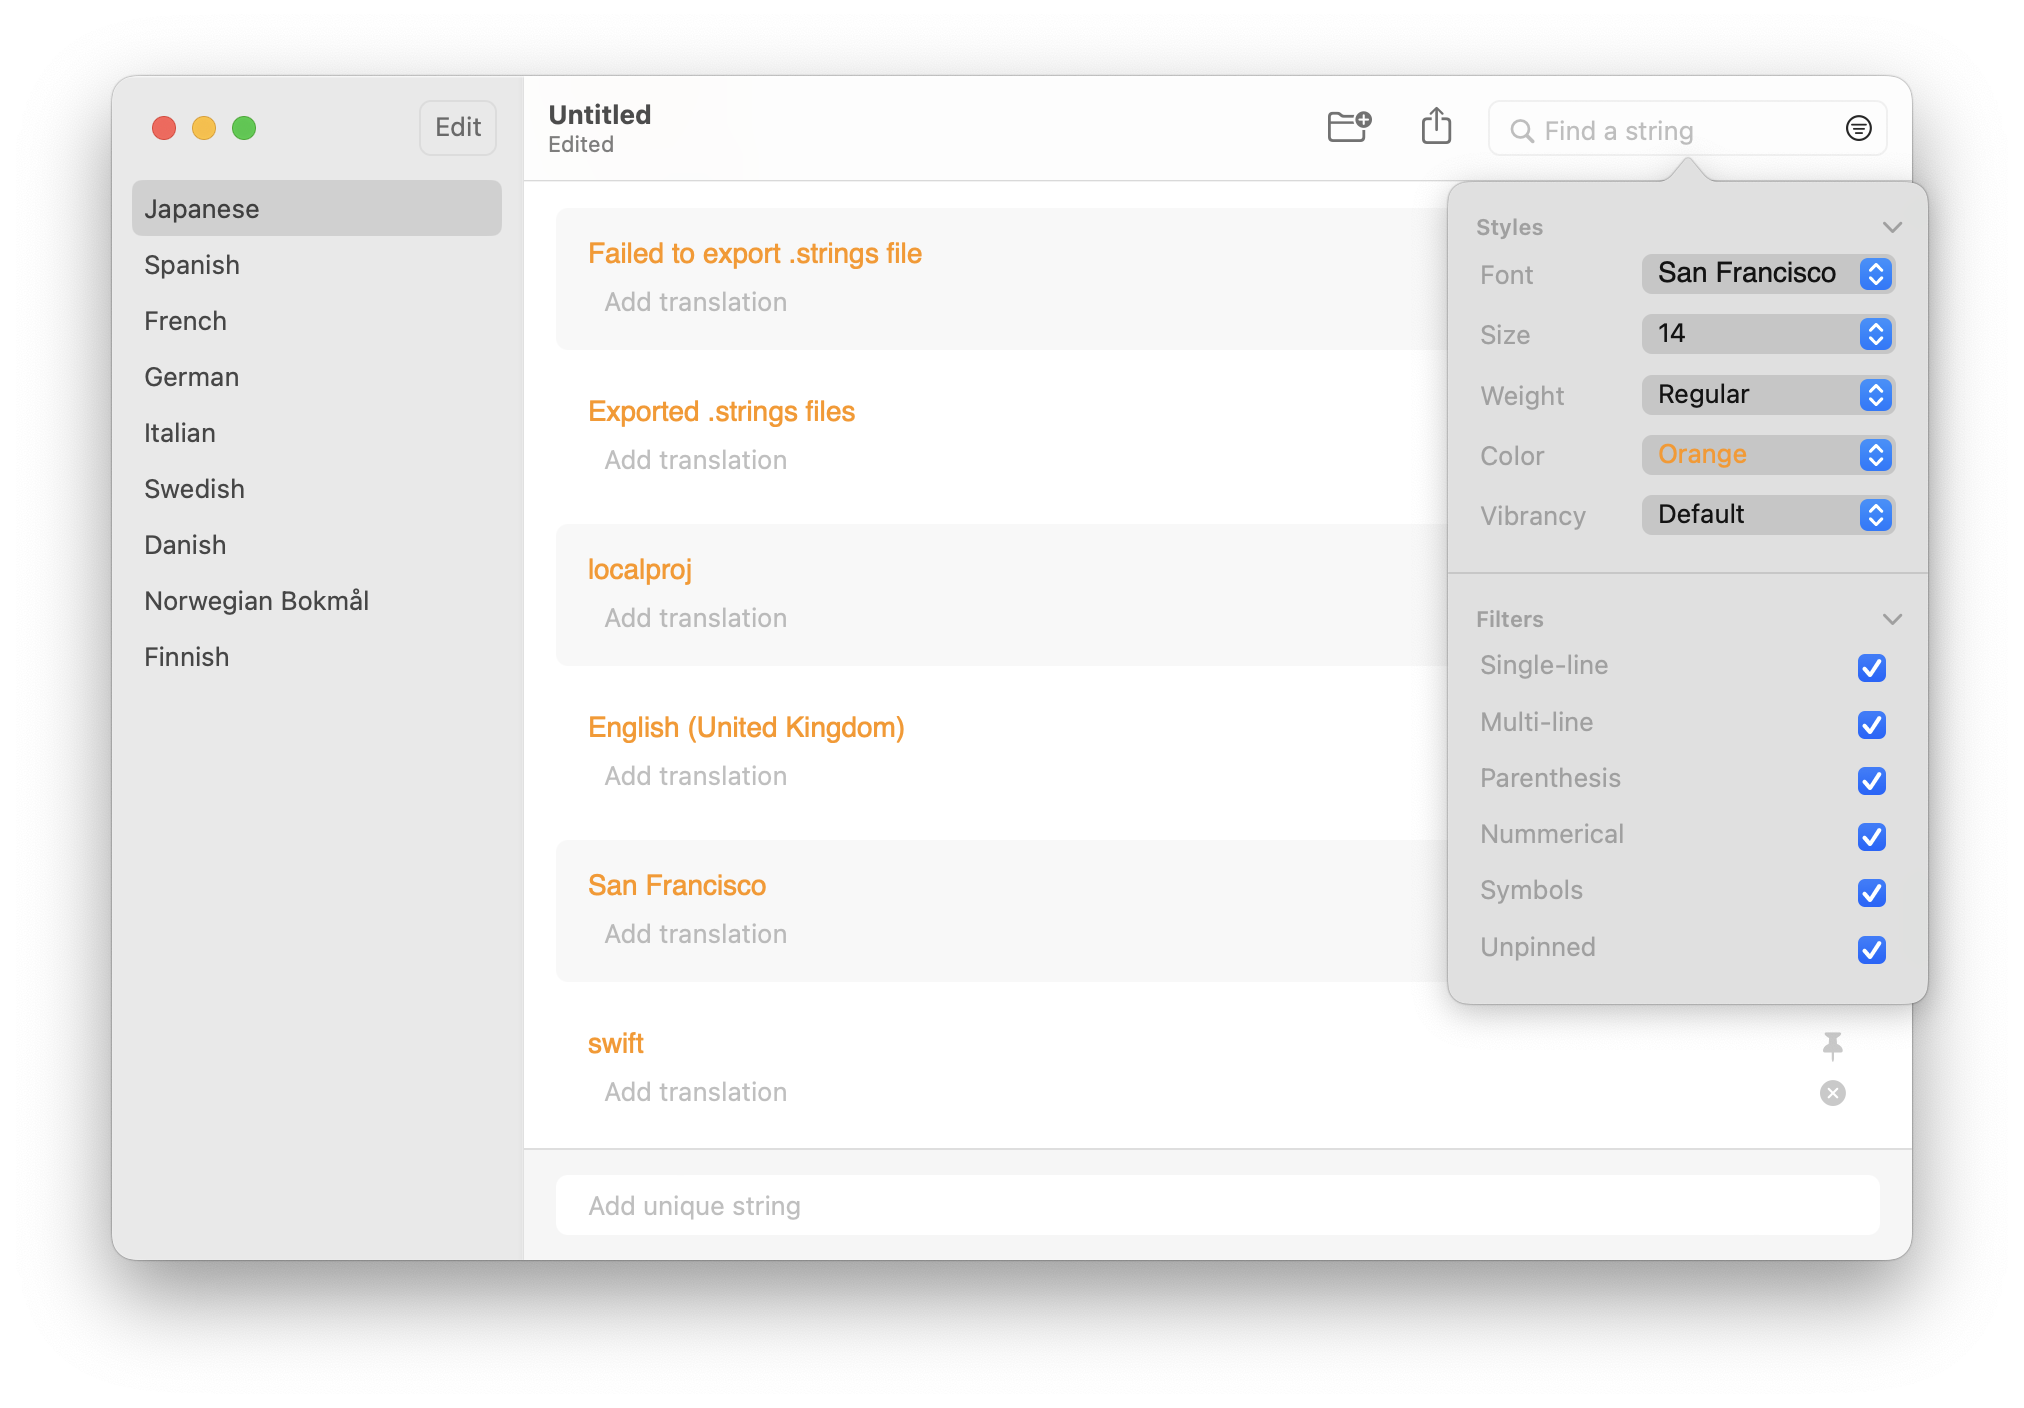 Edit
Japanese
Spanish
French
German
Italian
Swedish
Danish
Norwegian Bokmål
Finnish
Untitled
Edited
Find a string
Failed to export .strings file
Add translation
Exported .strings files
Add translation
localproj
Add translation
English (United Kingdom)
Add translation
San Francisco
Add translation
swift
Add translation
Add unique string
Styles
Font San Francisco
Size 14
Weight Regular
Color Orange
Vibrancy Default
Filters
Single-line
Multi-line
Parenthesis
Nummerical
Symbols
Unpinned